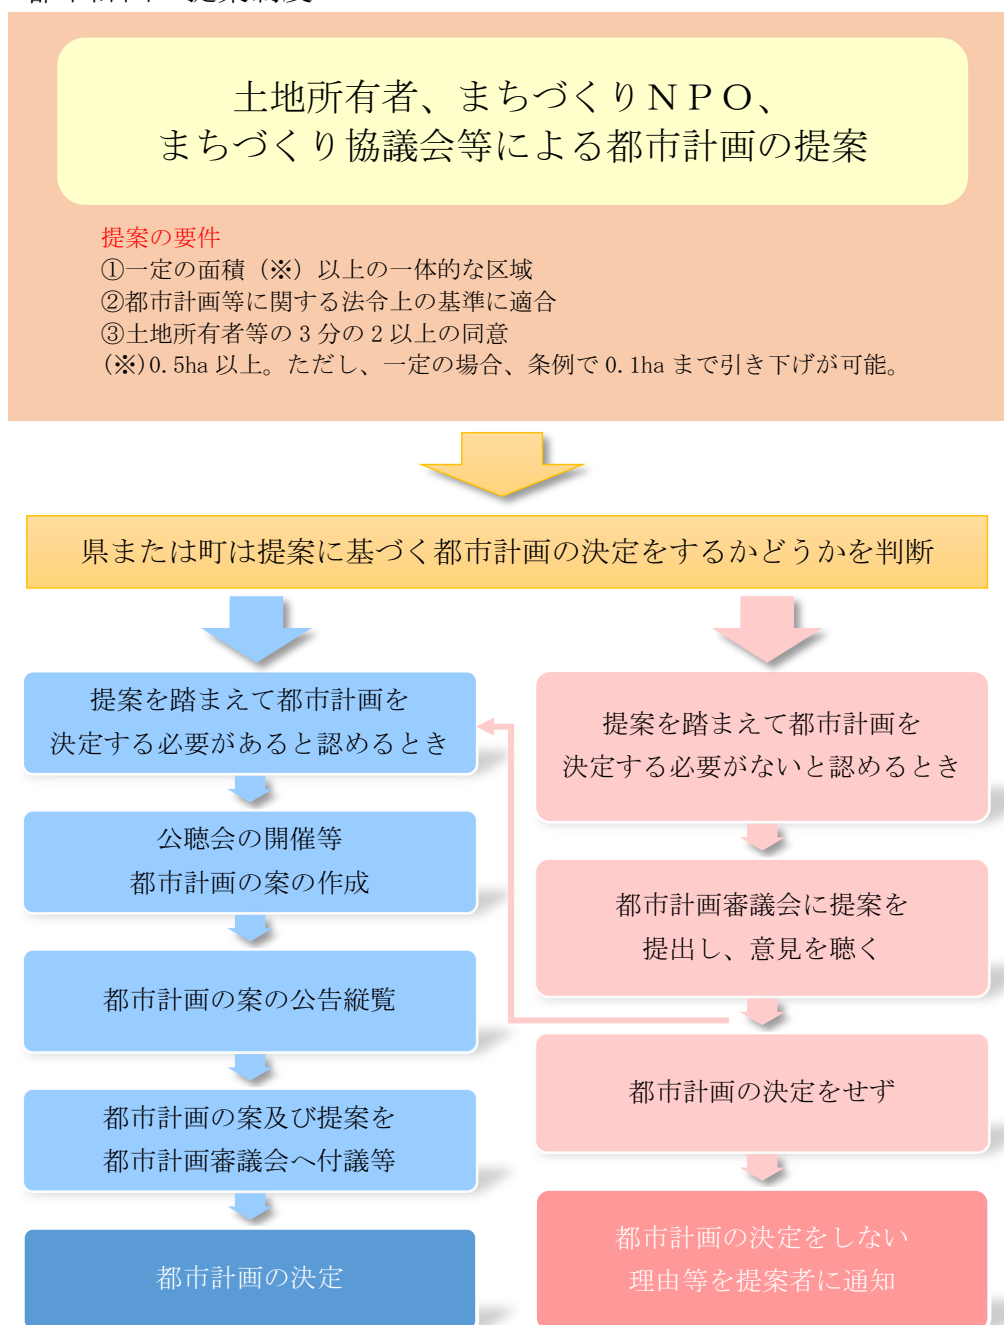 土地所有者、まちづくりＮＰＯ、
まちづくり協議会等による都市計画の提案
提案の要件
①一定の面積（※）以上の一体的な区域
②都市計画等に関する法令上の基準に適合
③土地所有者等の 3 分の 2 以上の同意
(※)0.5ha 以上。ただし、一定の場合、条例で 0.1ha まで引き下げが可能。
県または町は提案に基づく都市計画の決定をするかどうかを判断
提案を踏まえて都市計画を
決定する必要があると認めるとき
公聴会の開催等
都市計画の案の作成
都市計画の案の公告縦覧
都市計画の案及び提案を
都市計画審議会へ付議等
都市計画の決定
提案を踏まえて都市計画を
決定する必要がないと認めるとき
都市計画審議会に提案を
提出し、意見を聴く
都市計画の決定をせず
都市計画の決定をしない
理由等を提案者に通知